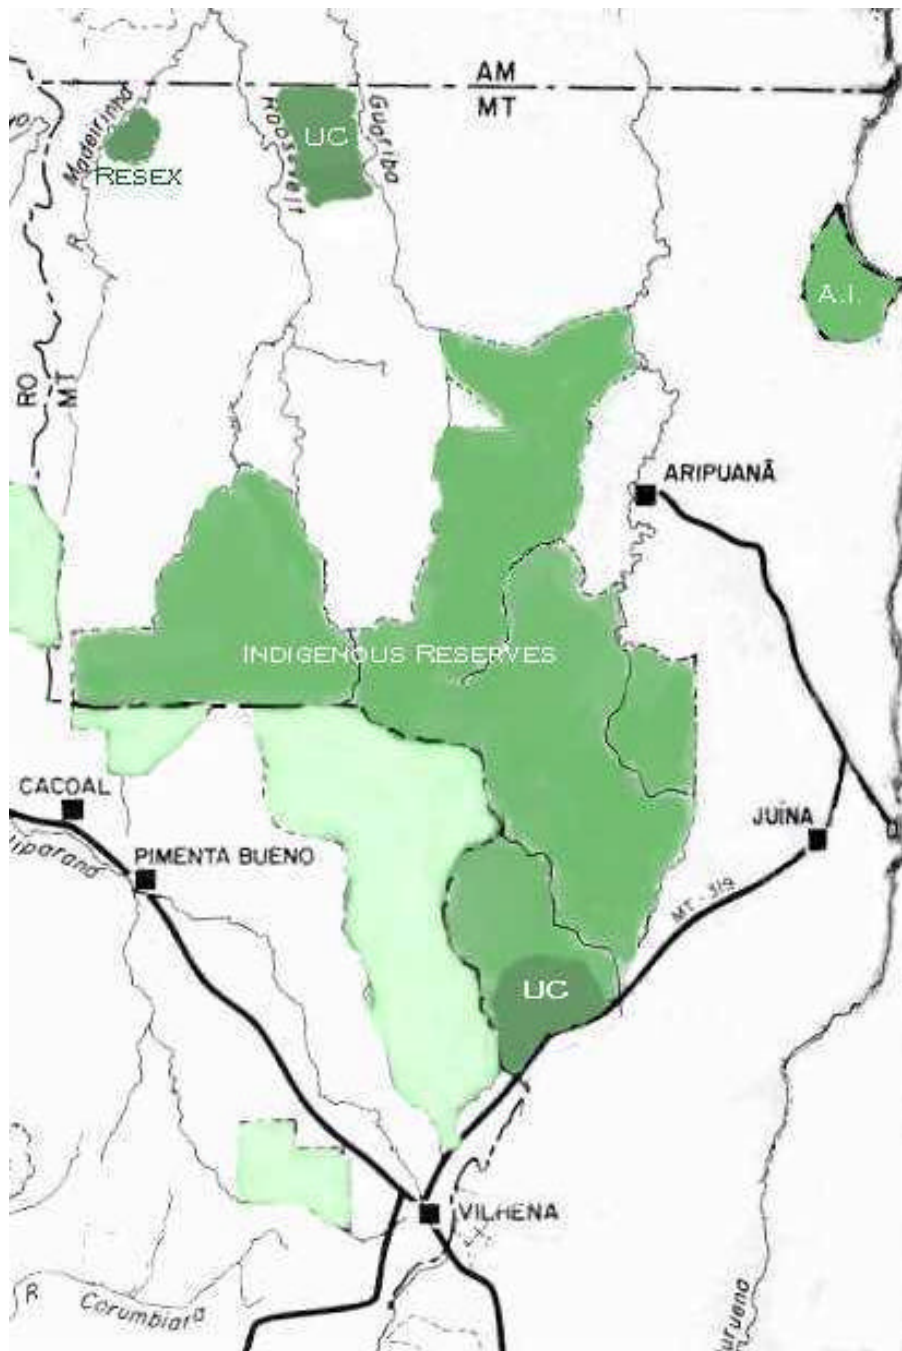 AM
MT
Madeirinha
Roosevelt
Guariba
UC
RESEX
R
A.I.
RO
MT
ARIPUANÃ
INDIGENOUS RESERVES
CACOAL
JUÍNA
PIMENTA BUENO
MT-319
UC
VILHENA
R
Corumbiara